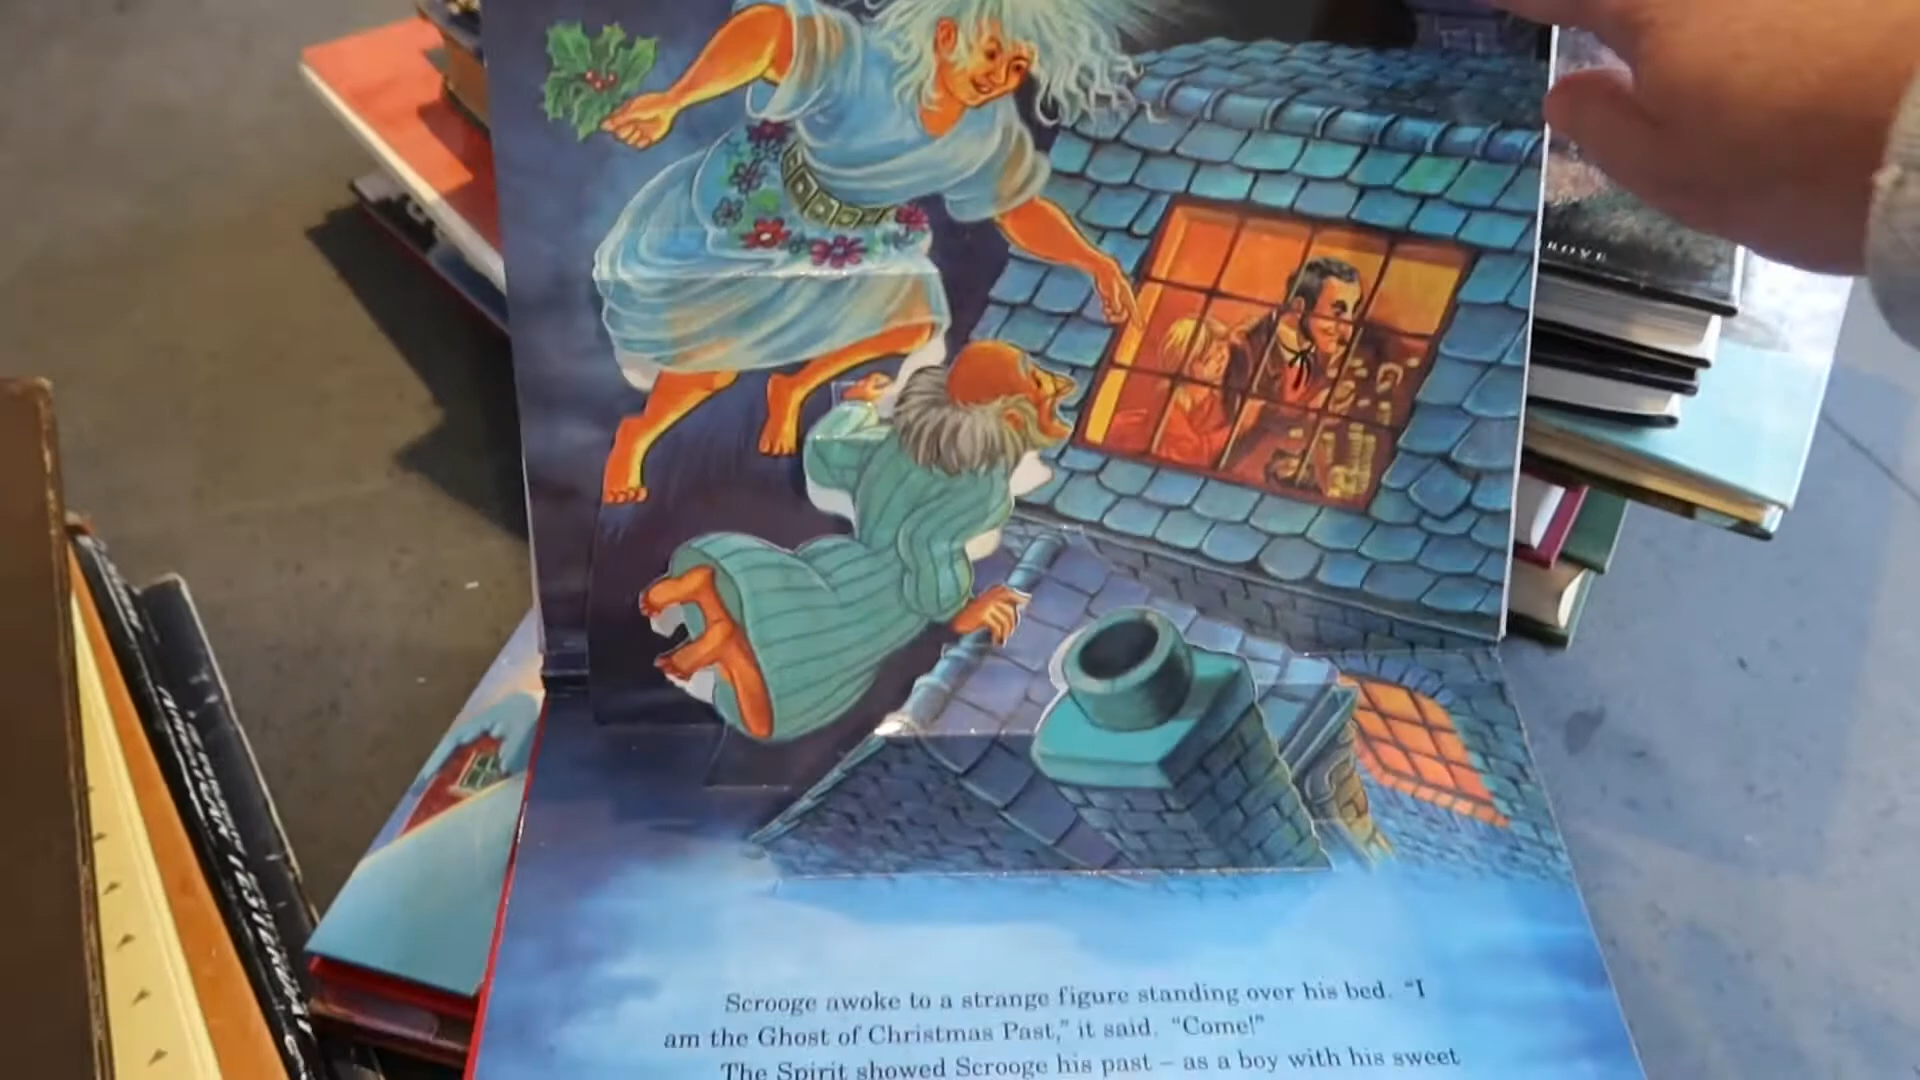 ROVE
Scrooge awoke to a strange figure standing over his bed. “I
am the Ghost of Christmas Past,” it said. “Come!”
The Spirit showed Scrooge his past – as a boy with his sweet